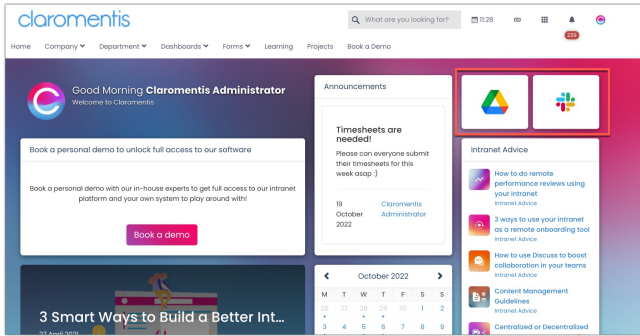 claromentis
What are you looking for?
11:28
239
Home
Company
Department
Dashboards
Forms
Learning
Projects
Book a Demo
Good Morning Claromentis Administrator
Welcome to Claromentis
Book a personal demo to unlock full access to our software
Book a personal demo with our in-house experts to get full access to our intranet
platform and your own system to play around with!
Book a demo
3 Smart Ways to Build a Better Int...
27 April 2021
Announcements
Timesheets are
needed!
Please can everyone submit
their timesheets for this
week asap :)
19
October
2022
Claromentis
Administrator
October 2022
M T W T F S S
26 27 28 29 30 1 2
3 4 5 6 7 8 9
Intranet Advice
How to do remote
performance reviews using
your intranet
Intranet Advice
3 ways to use your intranet
as a remote onboarding tool
Intranet Advice
How to use Discuss to boost
collaboration in your teams
Intranet Advice
Content Management
Guidelines
Intranet Advice
Centralized or Decentralized